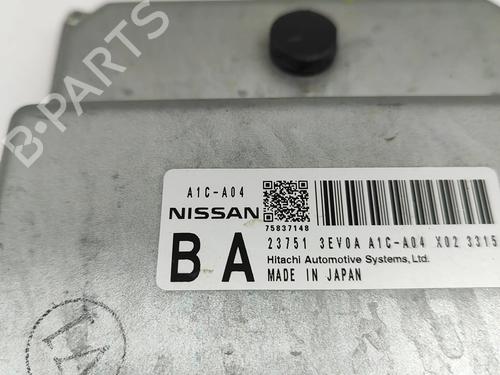 B-PARTS
A1C-A04
NISSAN
75837148
23751 3EV0A A1C-A04 X02 3315
BA
Hitachi Automotive Systems, Ltd.
MADE IN JAPAN